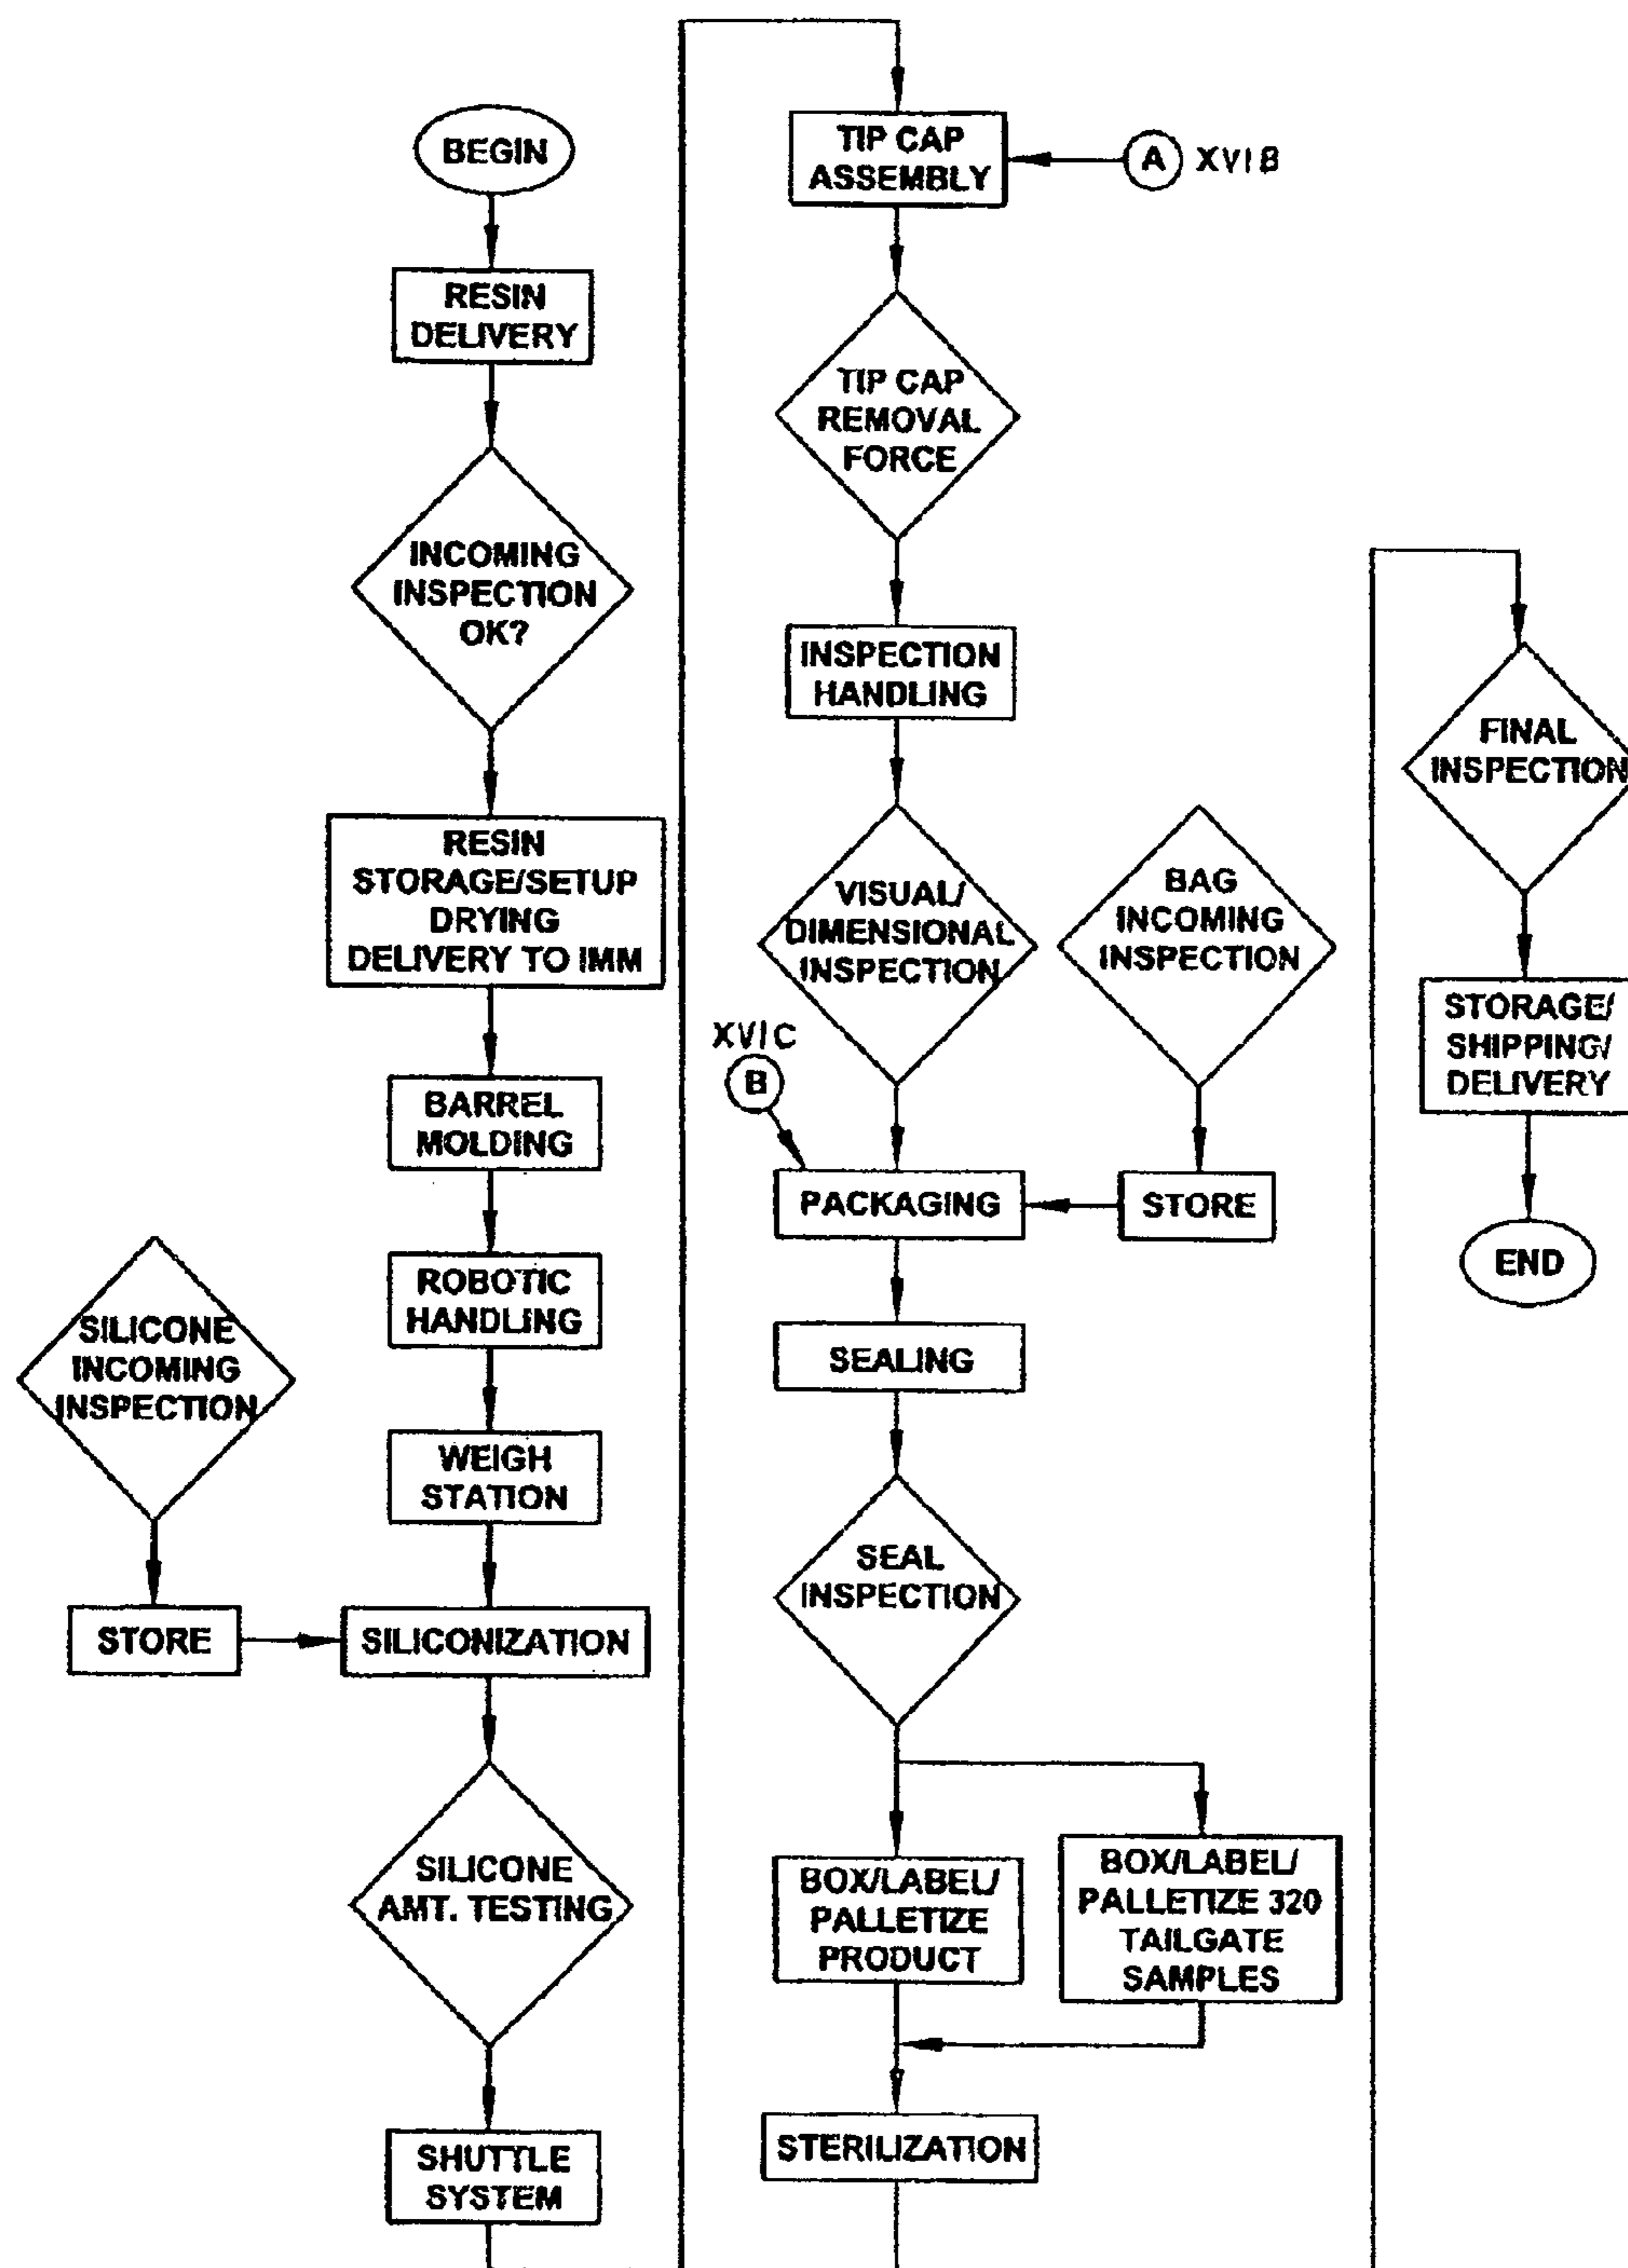 BEGIN
RESIN
DELIVERY
INCOMING
INSPECTION
OK?
RESIN
STORAGE/SETUP
DRYING
DELIVERY TO IMM
BARREL
MOLDING
ROBOTIC
HANDLING
WEIGH
STATION
SILICONE
INCOMING
INSPECTION
STORE
SILICONIZATION
SILICONE
AMT. TESTING
SHUTTLE
SYSTEM
TIP CAP
ASSEMBLY
A XVIB
TIP CAP
REMOVAL
FORCE
INSPECTION
HANDLING
VISUAL/
DIMENSIONAL
INSPECTION
BAG
INCOMING
INSPECTION
XVIC
B
PACKAGING
STORE
SEALING
SEAL
INSPECTION
BOX/LABEL/
PALLETIZE
PRODUCT
BOX/LABEL/
PALLETIZE 320
TAILGATE
SAMPLES
STERILIZATION
FINAL
INSPECTION
STORAGE/
SHIPPING/
DELIVERY
END